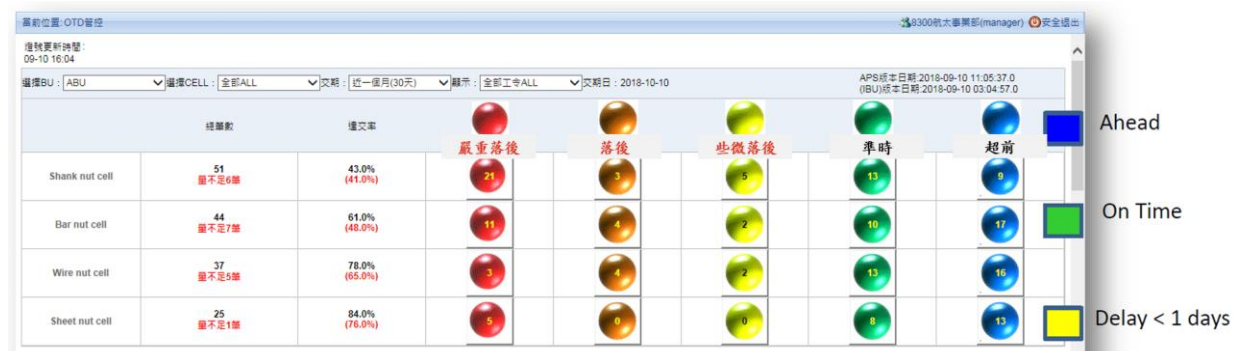 當前位置:OTD管控
8300航太事業部(manager) 安全退出
燈號更新時間:
09-10 16:04
選擇BU: ABU 選擇CELL: 全部ALL 交期: 近一個月(30天) 顯示: 全部工令ALL 交期日: 2018-10-10
APS版本日期:2018-09-10 11:05:37.0
(IBU)版本日期:2018-09-10 03:04:57.0
總筆數 達交率 嚴重落後 落後 些微落後 準時 超前
Shank nut cell 51 43.0% 21 3 5 13 9
量不足6筆 (41.0%)
Bar nut cell 44 61.0% 11 4 2 10 17
量不足7筆 (48.0%)
Wire nut cell 37 78.0% 3 4 2 13 16
量不足5筆 (65.0%)
Sheet nut cell 25 84.0% 5 0 0 8 13
量不足1筆 (76.0%)
Ahead
On Time
Delay < 1 days